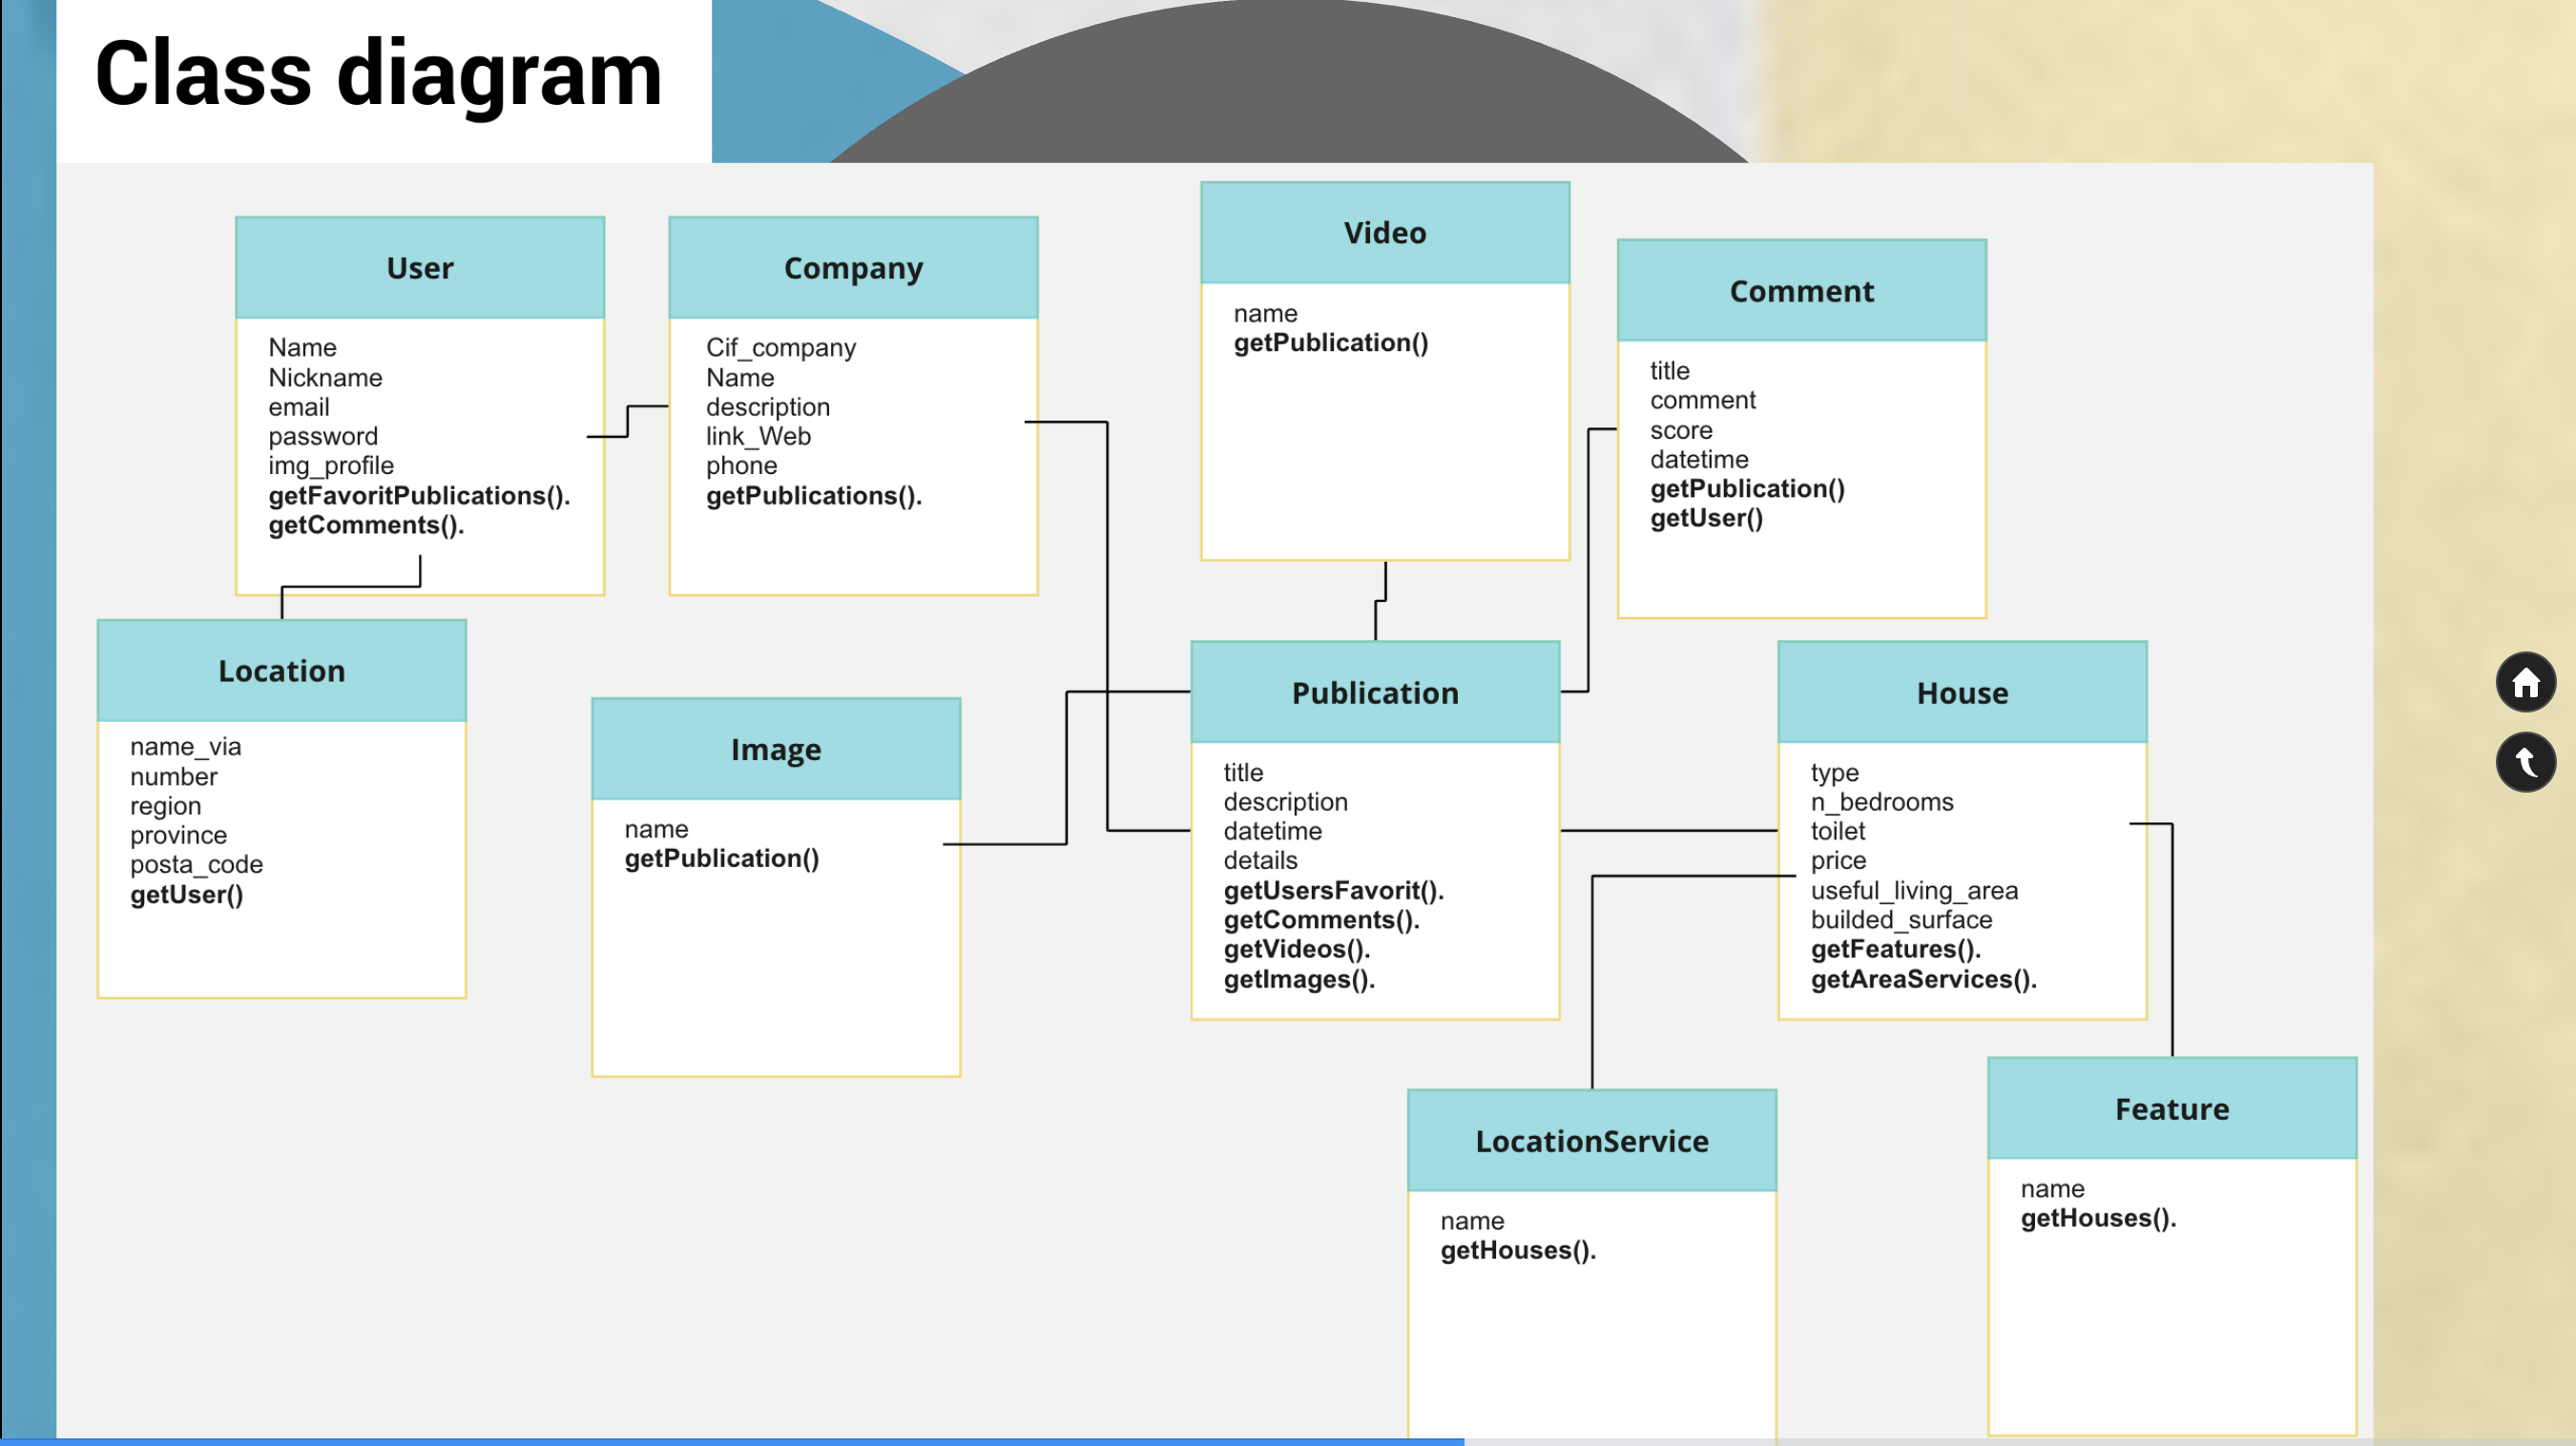 Class diagram
User
Name
Nickname
email
password
img_profile
getFavoritPublications().
getComments().
Company
Cif_company
Name
description
link_Web
phone
getPublications().
Video
name
getPublication()
Comment
title
comment
score
datetime
getPublication()
getUser()
Location
name_via
number
region
province
posta_code
getUser()
Image
name
getPublication()
Publication
title
description
datetime
details
getUsersFavorit().
getComments().
getVideos().
getImages().
House
type
n_bedrooms
toilet
price
useful_living_area
builded_surface
getFeatures().
getAreaServices().
LocationService
name
getHouses().
Feature
name
getHouses().